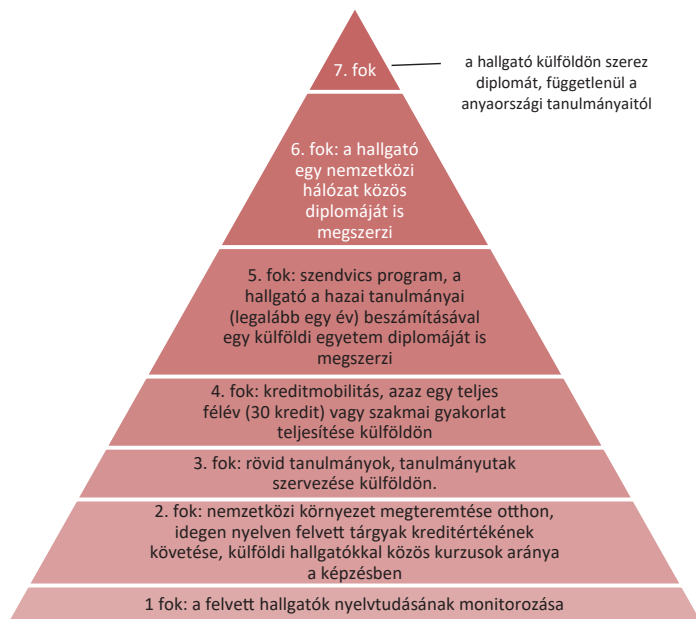 7. fok
a hallgató külföldön szerez
diplomát, függetlenül a
anyaországi tanulmányaitól
6. fok: a hallgató
egy nemzetközi
hálózat közös
diplomáját is
megszerzi
5. fok: szendvics program, a
hallgató a hazai tanulmányai
(legalább egy év) beszámításával
egy külföldi egyetem diplomáját is
megszerzi
4. fok: kreditmobilitás, azaz egy teljes
félév (30 kredit) vagy szakmai gyakorlat
teljesítése külföldön
3. fok: rövid tanulmányok, tanulmányutak
szervezése külföldön.
2. fok: nemzetközi környezet megteremtése otthon,
idegen nyelven felvett tárgyak kreditértékének
követése, külföldi hallgatókkal közös kurzusok aránya
a képzésben
1 fok: a felvett hallgatók nyelvtudásának monitorozása